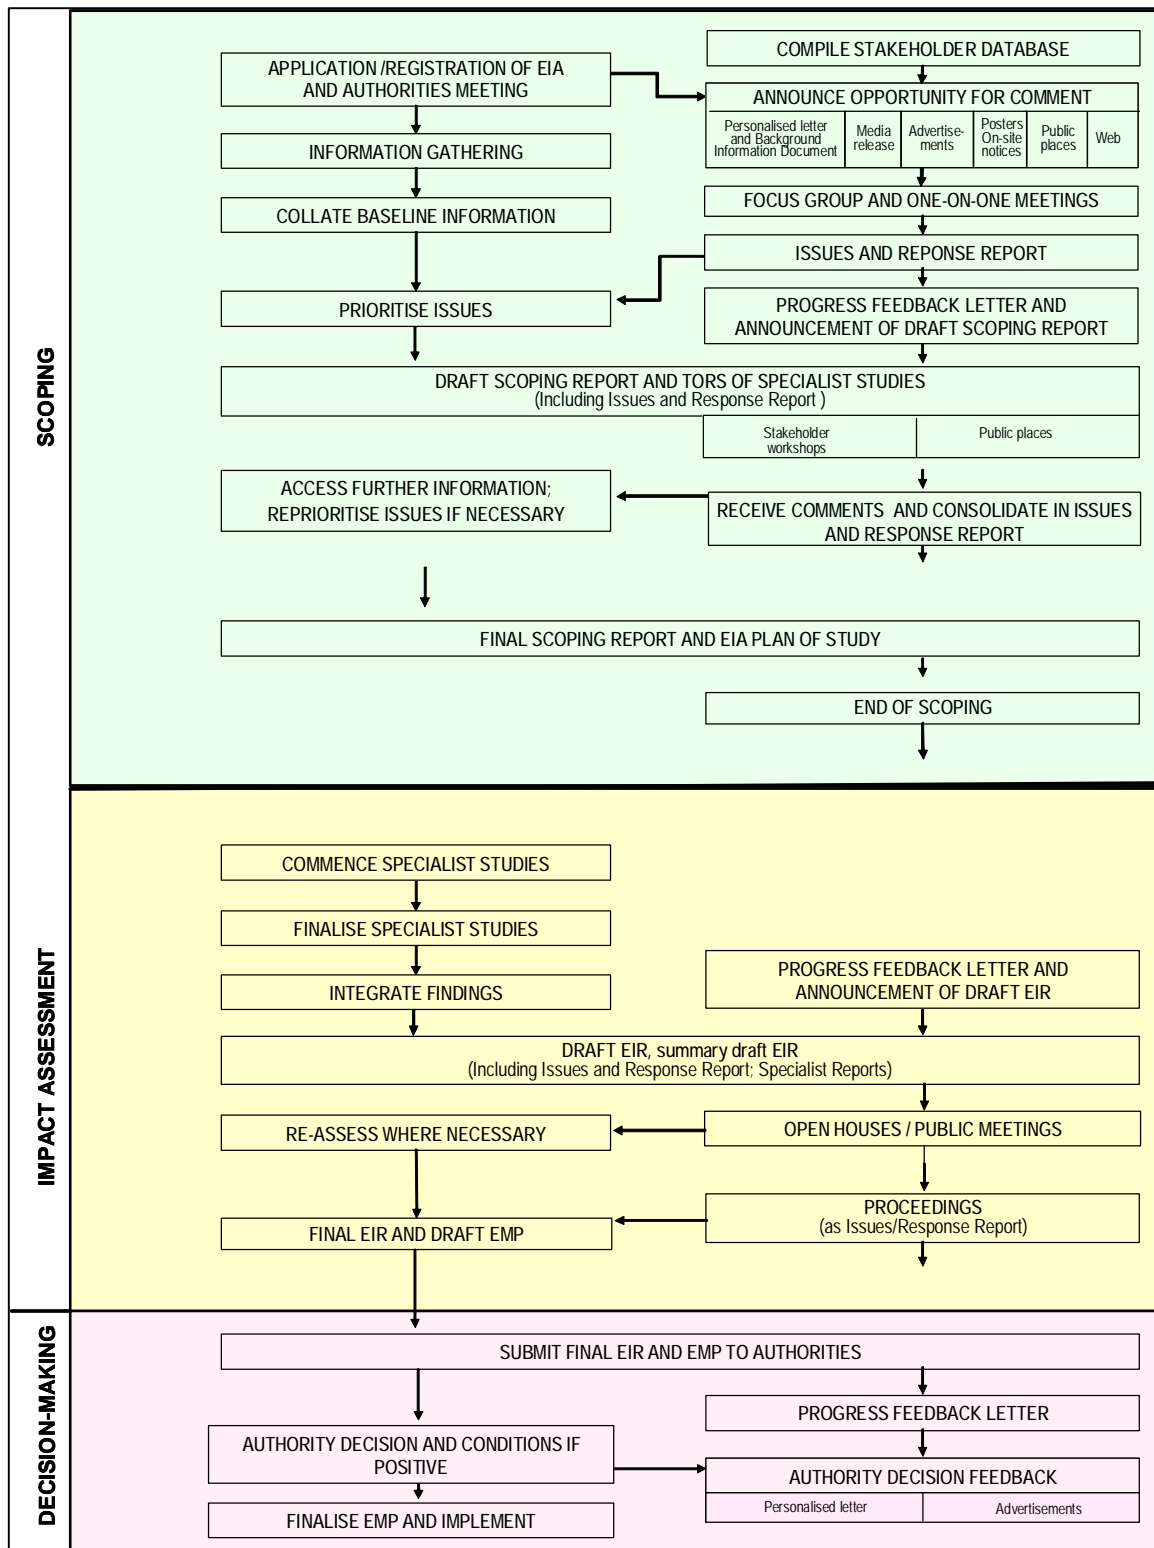 SCOPING
COMPILE STAKEHOLDER DATABASE
APPLICATION /REGISTRATION OF EIA
AND AUTHORITIES MEETING
ANNOUNCE OPPORTUNITY FOR COMMENT
Personalised letter
and Background
Information Document
Media
release
Advertise-
ments
Posters
On-site
notices
Public
places
Web
INFORMATION GATHERING
FOCUS GROUP AND ONE-ON-ONE MEETINGS
COLLATE BASELINE INFORMATION
ISSUES AND REPONSE REPORT
PRIORITISE ISSUES
PROGRESS FEEDBACK LETTER AND
ANNOUNCEMENT OF DRAFT SCOPING REPORT
DRAFT SCOPING REPORT AND TORS OF SPECIALIST STUDIES
(Including Issues and Response Report )
Stakeholder
workshops
Public places
ACCESS FURTHER INFORMATION;
REPRIORITISE ISSUES IF NECESSARY
RECEIVE COMMENTS AND CONSOLIDATE IN ISSUES
AND RESPONSE REPORT
FINAL SCOPING REPORT AND EIA PLAN OF STUDY
END OF SCOPING
IMPACT ASSESSMENT
COMMENCE SPECIALIST STUDIES
FINALISE SPECIALIST STUDIES
INTEGRATE FINDINGS
PROGRESS FEEDBACK LETTER AND
ANNOUNCEMENT OF DRAFT EIR
DRAFT EIR, summary draft EIR
(Including Issues and Response Report; Specialist Reports)
RE-ASSESS WHERE NECESSARY
OPEN HOUSES / PUBLIC MEETINGS
FINAL EIR AND DRAFT EMP
PROCEEDINGS
(as Issues/Response Report)
DECISION-MAKING
SUBMIT FINAL EIR AND EMP TO AUTHORITIES
PROGRESS FEEDBACK LETTER
AUTHORITY DECISION AND CONDITIONS IF
POSITIVE
AUTHORITY DECISION FEEDBACK
Personalised letter
Advertisements
FINALISE EMP AND IMPLEMENT